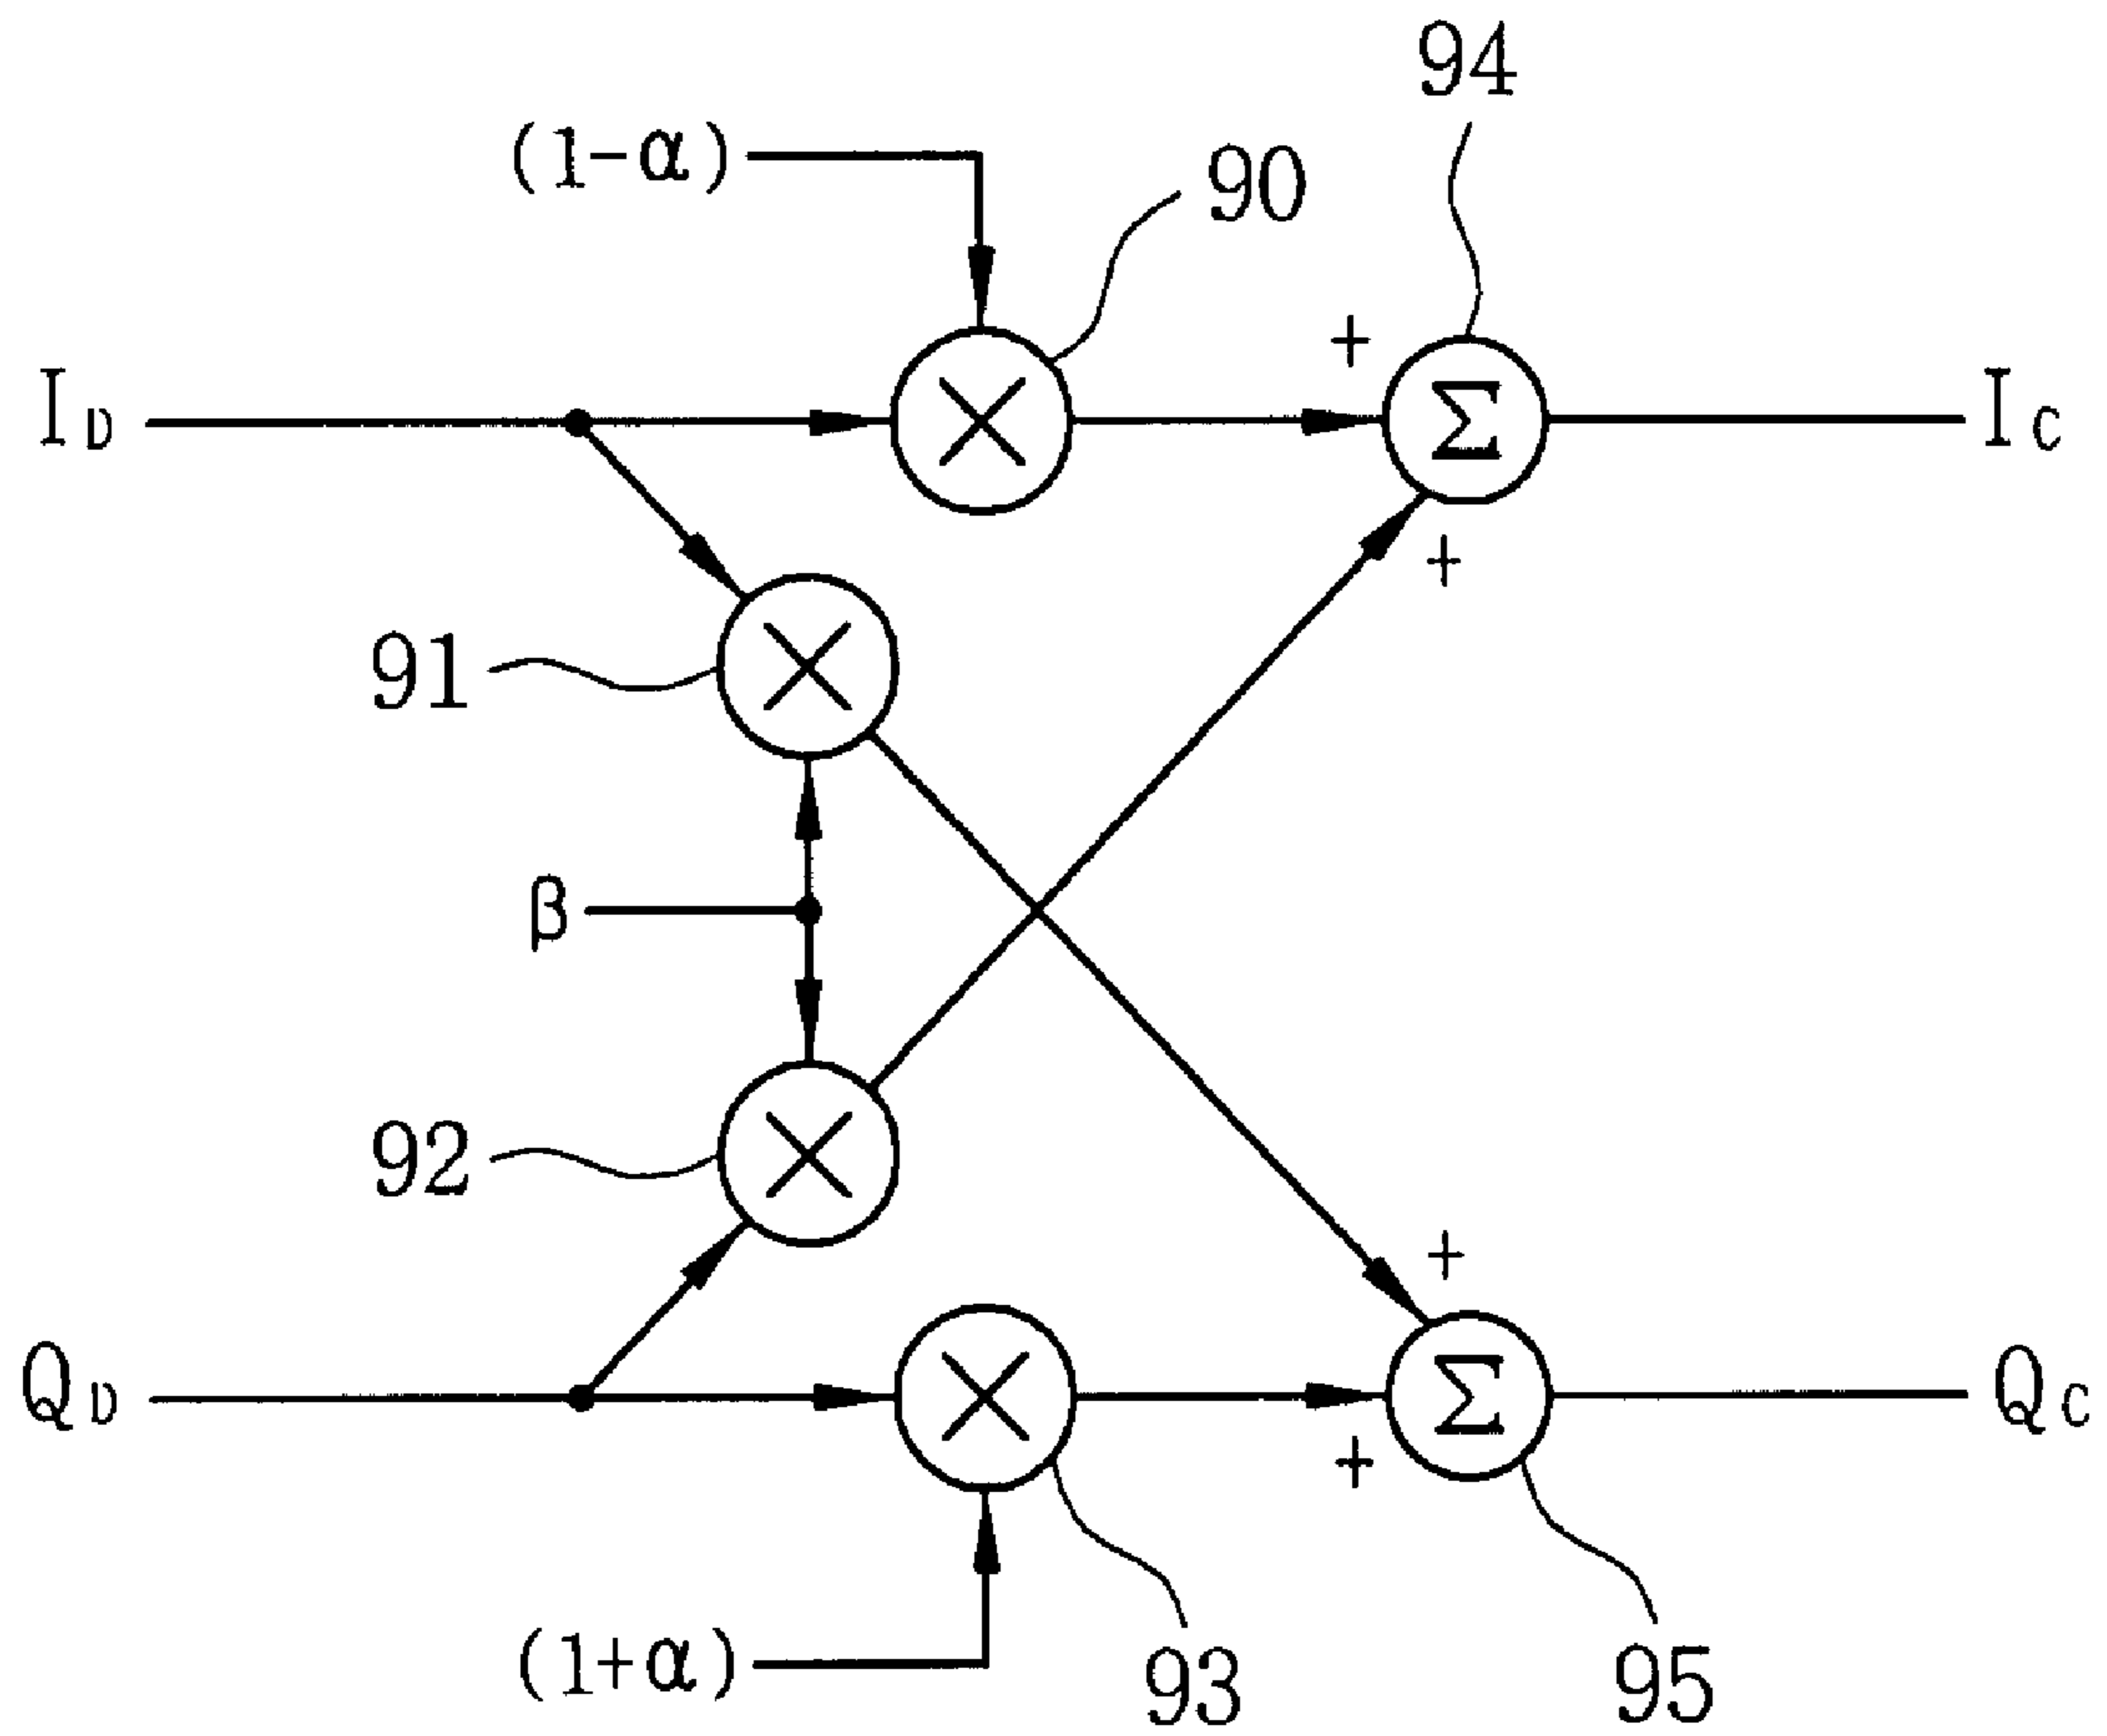 94
(1-α)
90
+
I_D
Σ
I_C
+
91
β
92
+
Q_D
Σ
Q_C
+
(1+α)
93
95